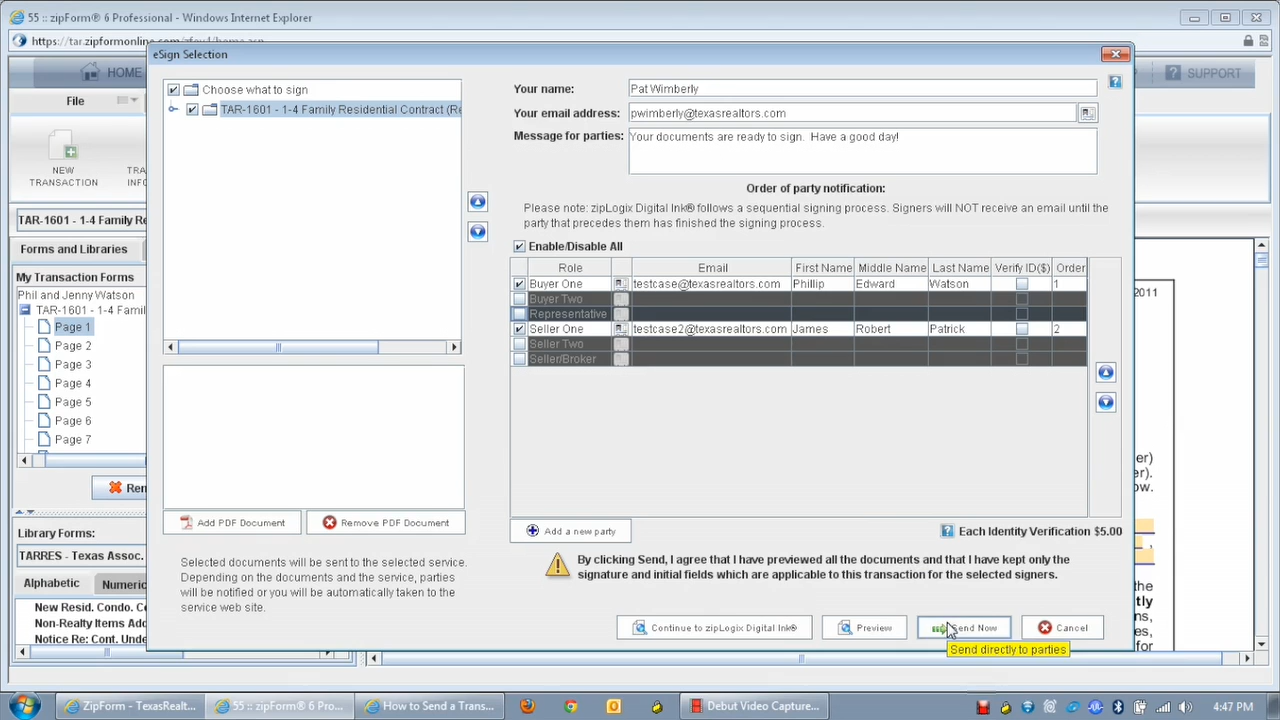 55 :: zipForm® 6 Professional - Windows Internet Explorer
https://tar.zipformonline.com/
HOME
SUPPORT
File
NEW
TRANSACTION
TAR-1601 - 1-4 Family Re
Forms and Libraries
My Transaction Forms
Phil and Jenny Watson
TAR-1601 - 1-4 Famil
Page 1
Page 2
Page 3
Page 4
Page 5
Page 6
Page 7
Library Forms:
TARRES - Texas Assoc.
Alphabetic
Numeric
New Resid. Condo. C
Non-Realty Items Add
Notice Re: Cont. Unde
eSign Selection
Choose what to sign
TAR-1601 - 1-4 Family Residential Contract (Re
Add PDF Document
Remove PDF Document
Selected documents will be sent to the selected service.
Depending on the documents and the service, parties
will be notified or you will be automatically taken to the
service web site.
Your name: Pat Wimberly
Your email address: pwimberly@texasrealtors.com
Message for parties: Your documents are ready to sign. Have a good day!
Order of party notification:
Please note: zipLogix Digital Ink® follows a sequential signing process. Signers will NOT receive an email until the
party that precedes them has finished the signing process.
Enable/Disable All
Role Email First Name Middle Name Last Name Verify ID($) Order
Buyer One testcase@texasrealtors.com Phillip Edward Watson 1
Buyer Two
Representative
Seller One testcase2@texasrealtors.com James Robert Patrick 2
Seller Two
Seller/Broker
Add a new party
Each Identity Verification $5.00
By clicking Send, I agree that I have previewed all the documents and that I have kept only the
signature and initial fields which are applicable to this transaction for the selected signers.
Continue to zipLogix Digital Ink®
Preview
Send Now
Cancel
Send directly to parties
2011
er)
er).
ow.
the
tly
ns,
es,
for
ZipForm - TexasRealt...
55 :: zipForm® 6 Pro...
How to Send a Trans...
Debut Video Capture...
4:47 PM